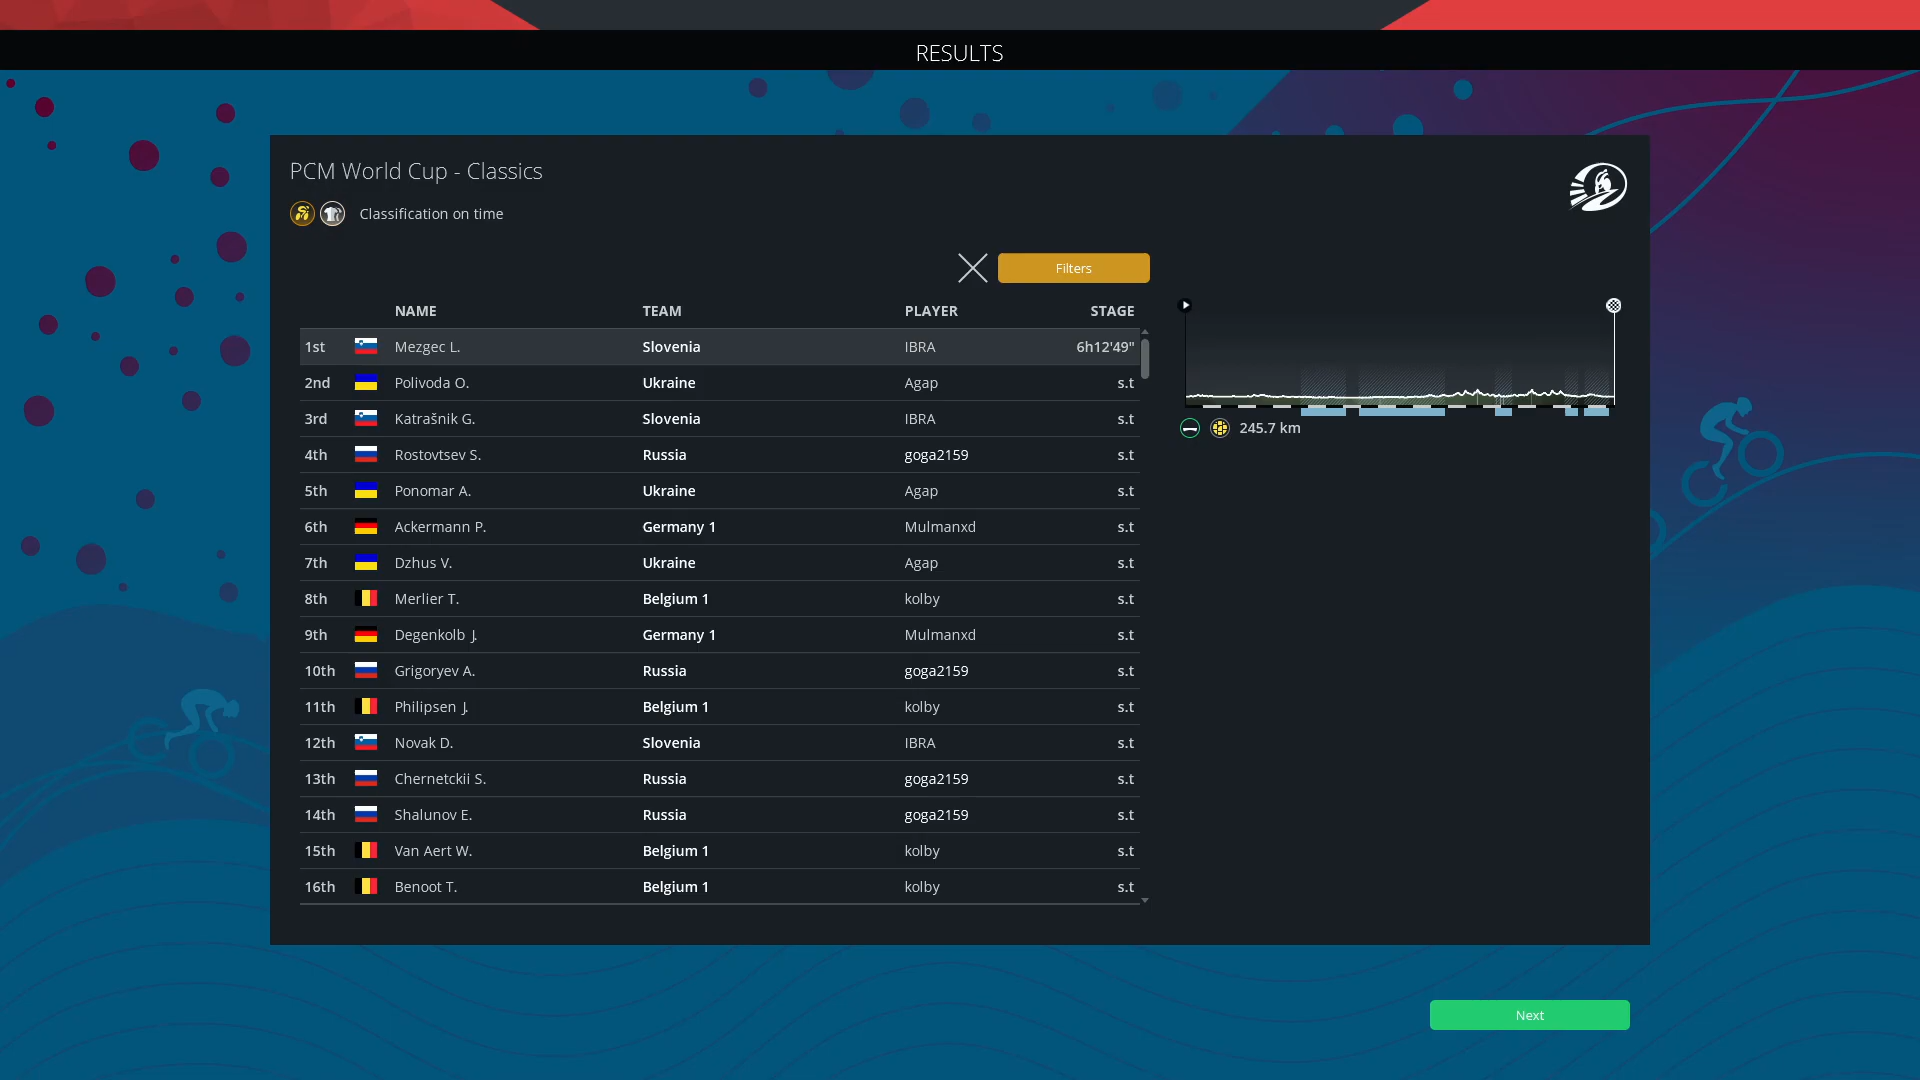 RESULTS
PCM World Cup - Classics
Classification on time
Filters
NAME TEAM PLAYER STAGE
1st Mezgec L. Slovenia IBRA 6h12'49"
2nd Polivoda O. Ukraine Agap s.t
3rd Katrašnik G. Slovenia IBRA s.t
4th Rostovtsev S. Russia goga2159 s.t
5th Ponomar A. Ukraine Agap s.t
6th Ackermann P. Germany 1 Mulmanxd s.t
7th Dzhus V. Ukraine Agap s.t
8th Merlier T. Belgium 1 kolby s.t
9th Degenkolb J. Germany 1 Mulmanxd s.t
10th Grigoryev A. Russia goga2159 s.t
11th Philipsen J. Belgium 1 kolby s.t
12th Novak D. Slovenia IBRA s.t
13th Chernetckii S. Russia goga2159 s.t
14th Shalunov E. Russia goga2159 s.t
15th Van Aert W. Belgium 1 kolby s.t
16th Benoot T. Belgium 1 kolby s.t
245.7 km
Next